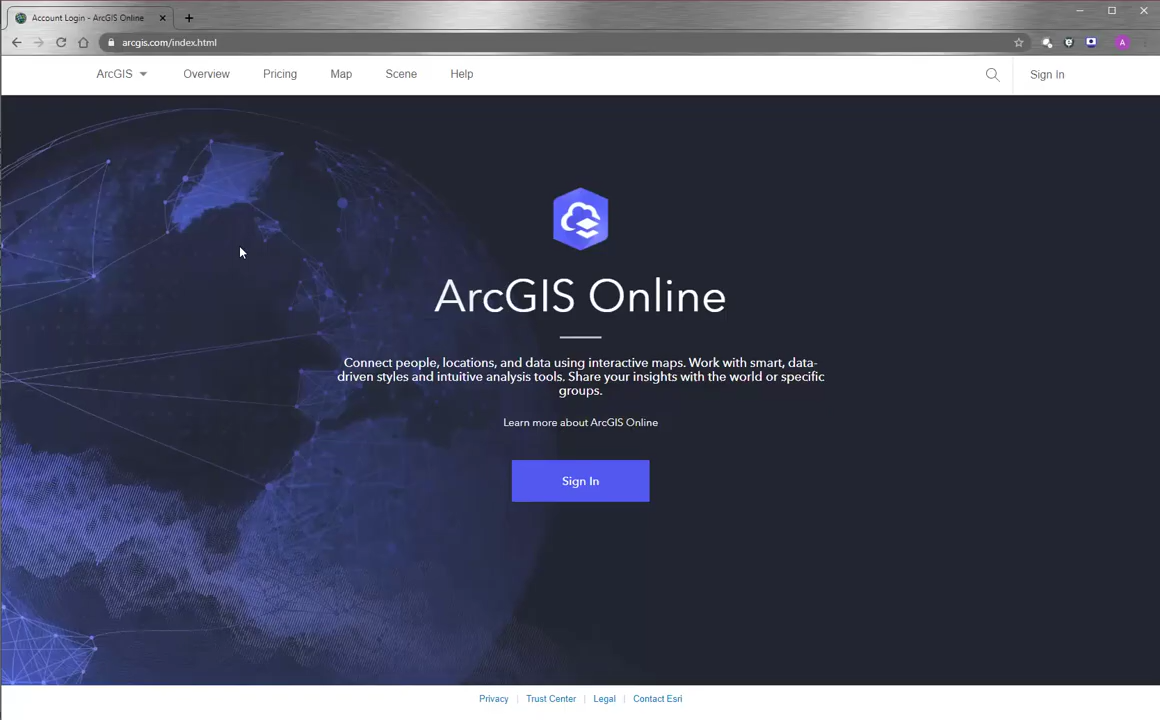 Account Login - ArcGIS Online
arcgis.com/index.html
A
ArcGIS Overview Pricing Map Scene Help Sign In
ArcGIS Online
Connect people, locations, and data using interactive maps. Work with smart, data-
driven styles and intuitive analysis tools. Share your insights with the world or specific
groups.
Learn more about ArcGIS Online
Sign In
Privacy Trust Center Legal Contact Esri